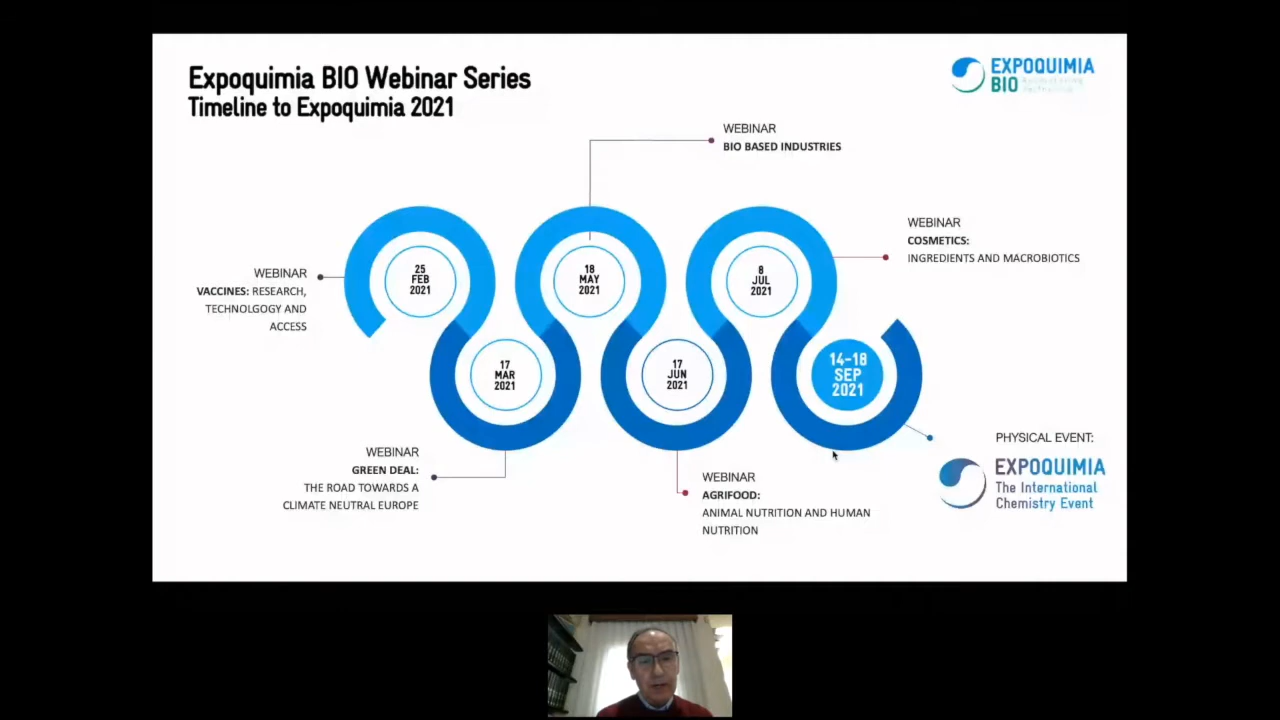 Expoquimia BIO Webinar Series
Timeline to Expoquimia 2021
EXPOQUIMIA
BIO
WEBINAR
BIO BASED INDUSTRIES
WEBINAR
COSMETICS:
INGREDIENTS AND MACROBIOTICS
WEBINAR
VACCINES: RESEARCH,
TECHNOLGOGY AND
ACCESS
25
FEB
2021
18
MAY
2021
8
JUL
2021
17
MAR
2021
17
JUN
2021
14-18
SEP
2021
WEBINAR
GREEN DEAL:
THE ROAD TOWARDS A
CLIMATE NEUTRAL EUROPE
WEBINAR
AGRIFOOD:
ANIMAL NUTRITION AND HUMAN
NUTRITION
PHYSICAL EVENT:
EXPOQUIMIA
The International
Chemistry Event